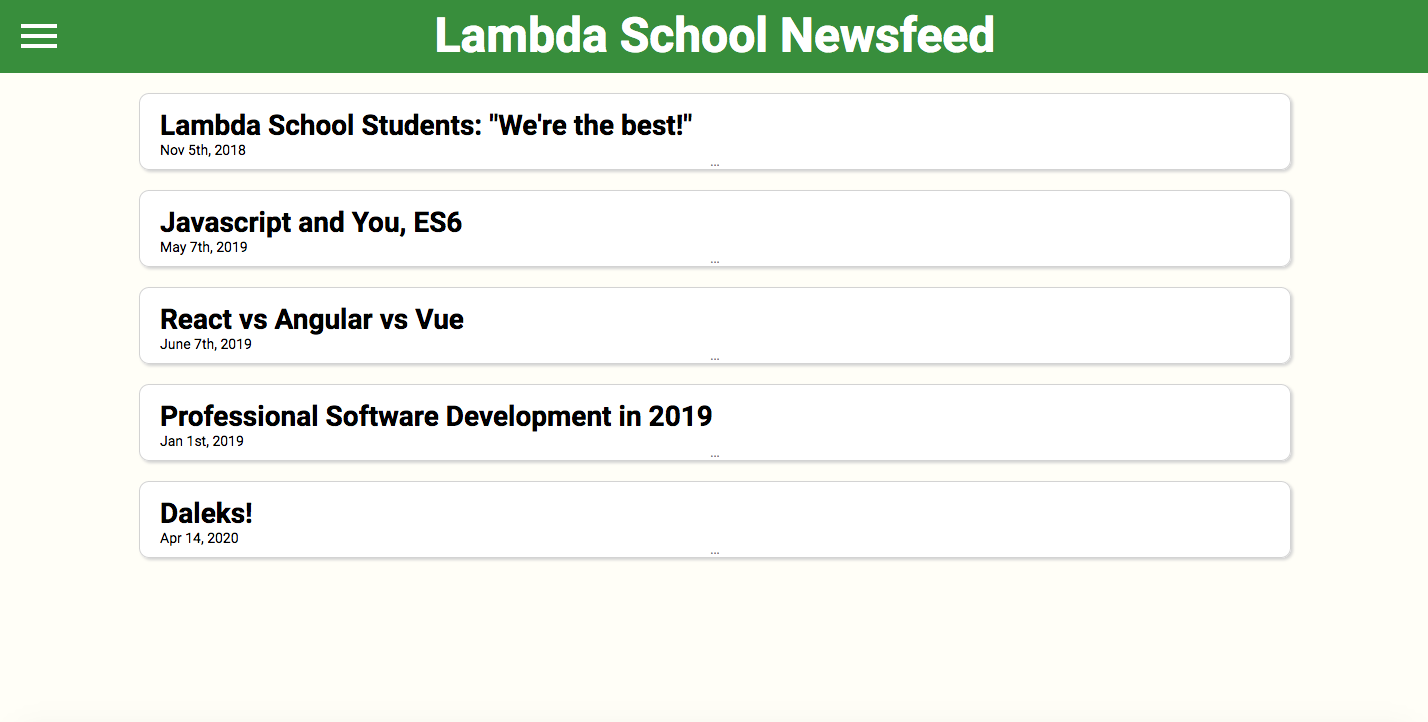 Lambda School Newsfeed
Lambda School Students: "We're the best!"
Nov 5th, 2018
...
Javascript and You, ES6
May 7th, 2019
...
React vs Angular vs Vue
June 7th, 2019
...
Professional Software Development in 2019
Jan 1st, 2019
...
Daleks!
Apr 14, 2020
...